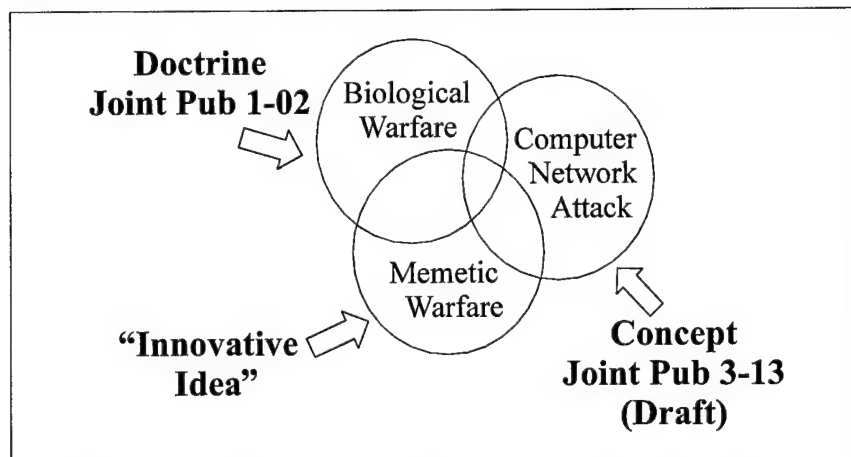 Doctrine
Joint Pub 1-02
Biological
Warfare
Computer
Network
Attack
Memetic
Warfare
“Innovative
Idea”
Concept
Joint Pub 3-13
(Draft)